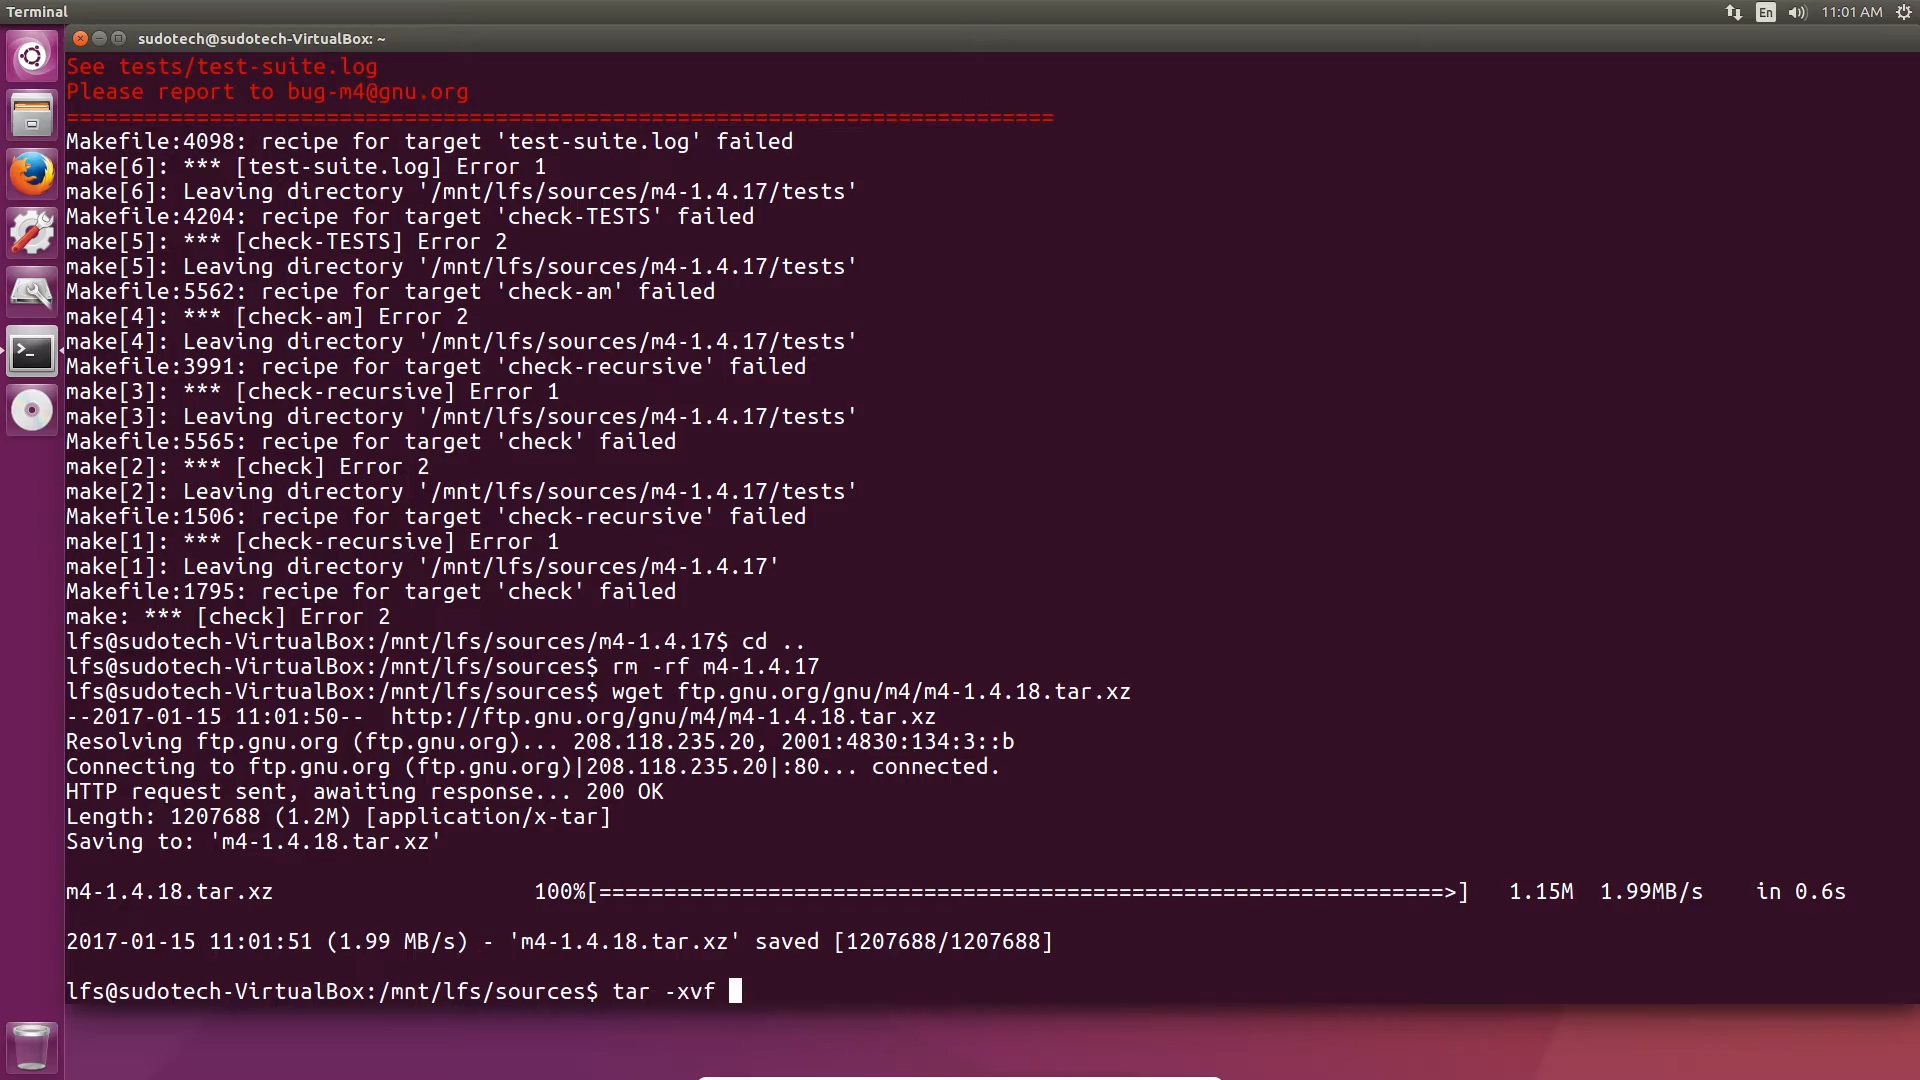 Terminal
En
11:01 AM
sudotech@sudotech-VirtualBox: ~
See tests/test-suite.log
Please report to bug-m4@gnu.org
============================================================================
Makefile:4098: recipe for target 'test-suite.log' failed
make[6]: *** [test-suite.log] Error 1
make[6]: Leaving directory '/mnt/lfs/sources/m4-1.4.17/tests'
Makefile:4204: recipe for target 'check-TESTS' failed
make[5]: *** [check-TESTS] Error 2
make[5]: Leaving directory '/mnt/lfs/sources/m4-1.4.17/tests'
Makefile:5562: recipe for target 'check-am' failed
make[4]: *** [check-am] Error 2
make[4]: Leaving directory '/mnt/lfs/sources/m4-1.4.17/tests'
Makefile:3991: recipe for target 'check-recursive' failed
make[3]: *** [check-recursive] Error 1
make[3]: Leaving directory '/mnt/lfs/sources/m4-1.4.17/tests'
Makefile:5565: recipe for target 'check' failed
make[2]: *** [check] Error 2
make[2]: Leaving directory '/mnt/lfs/sources/m4-1.4.17/tests'
Makefile:1506: recipe for target 'check-recursive' failed
make[1]: *** [check-recursive] Error 1
make[1]: Leaving directory '/mnt/lfs/sources/m4-1.4.17'
Makefile:1795: recipe for target 'check' failed
make: *** [check] Error 2
lfs@sudotech-VirtualBox:/mnt/lfs/sources/m4-1.4.17$ cd ..
lfs@sudotech-VirtualBox:/mnt/lfs/sources$ rm -rf m4-1.4.17
lfs@sudotech-VirtualBox:/mnt/lfs/sources$ wget ftp.gnu.org/gnu/m4/m4-1.4.18.tar.xz
--2017-01-15 11:01:50--  http://ftp.gnu.org/gnu/m4/m4-1.4.18.tar.xz
Resolving ftp.gnu.org (ftp.gnu.org)... 208.118.235.20, 2001:4830:134:3::b
Connecting to ftp.gnu.org (ftp.gnu.org)|208.118.235.20|:80... connected.
HTTP request sent, awaiting response... 200 OK
Length: 1207688 (1.2M) [application/x-tar]
Saving to: 'm4-1.4.18.tar.xz'
m4-1.4.18.tar.xz 100%[=================================================================>] 1.15M 1.99MB/s in 0.6s
2017-01-15 11:01:51 (1.99 MB/s) - 'm4-1.4.18.tar.xz' saved [1207688/1207688]
lfs@sudotech-VirtualBox:/mnt/lfs/sources$ tar -xvf